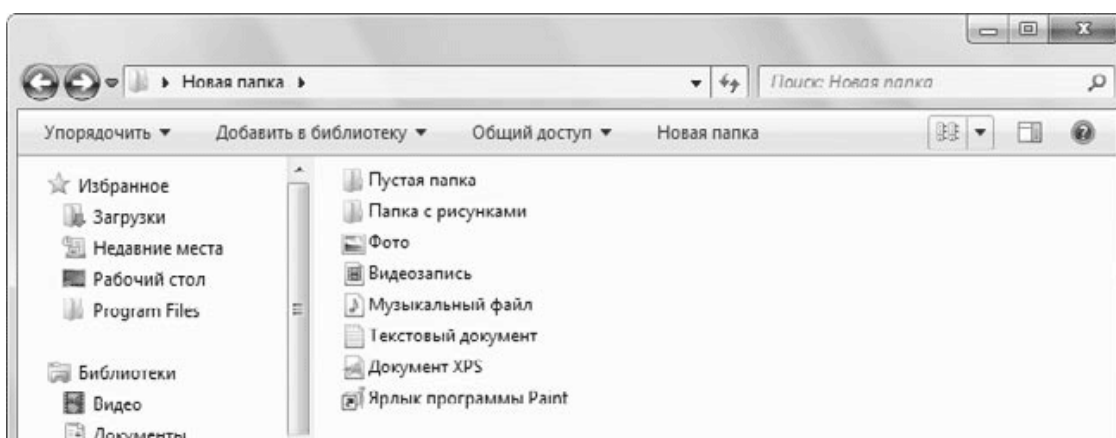 Новая папка
Поиск: Новая папка
Упорядочить Добавить в библиотеку Общий доступ Новая папка
Избранное
Загрузки
Недавние места
Рабочий стол
Program Files
Библиотеки
Видео
Документы
Пустая папка
Папка с рисунками
Фото
Видеозапись
Музыкальный файл
Текстовый документ
Документ XPS
Ярлык программы Paint